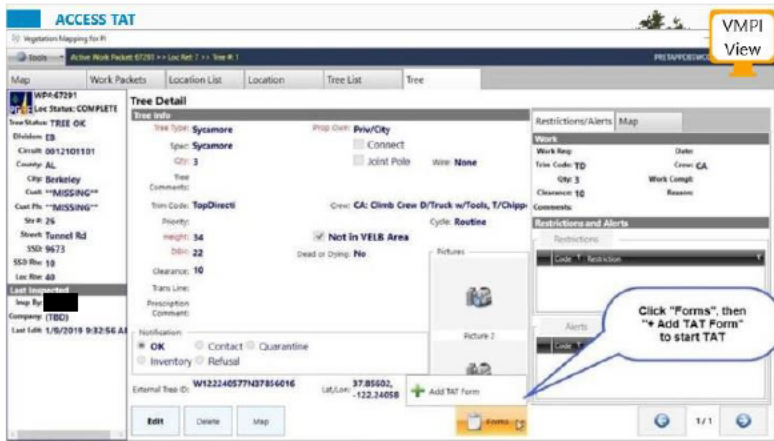 ACCESS TAT
VMPI
View
Vegetation Mapping for PI
Tools
Active Work Packet 67291 >> Loc Ref: 7 >> Tree #: 1
Map
Work Packets
Location List
Location
Tree List
Tree
WP#:67291
Loc Status: COMPLETE
Tree Status: TREE OK
Division: EB
Circuit: 0012101101
County: AL
City: Berkeley
Cust: **MISSING**
Cust Ph: **MISSING**
Str #: 26
Street: Tunnel Rd
SSD: 9673
SSD Rte: 10
Loc Rte: 40
Last Inspected
Insp By:
Company: (TBD)
Last Edit: 1/9/2019 9:32:56 AM
Tree Detail
Tree Info
Tree Type: Sycamore
Prop Own: Priv/City
Spec: Sycamore
Connect
Qty: 3
Joint Pole
Wire: None
Tree
Comments:
Trim Code: TopDirecti
Crew: CA: Climb Crew D/Truck w/Tools, T/Chipp
Priority:
Cycle: Routine
Height: 34
Not in VELB Area
DBH: 22
Dead or Dying: No
Clearance: 10
Trans Line:
Prescription
Comment:
Pictures
Picture 2
Notification
OK
Contact
Quarantine
Inventory
Refusal
External Tree ID: W122240577N37856016
Lat/Lon: 37.85602,
-122.24058
Add TAT Form
Edit
Delete
Map
Forms
Restrictions/Alerts
Map
Work
Work Req:
Date:
Trim Code: TD
Crew: CA
Qty: 3
Work Compl:
Clearance: 10
Reason:
Comments:
Restrictions and Alerts
Restrictions
Code
Restriction
Alerts
Code
Click "Forms", then
"+ Add TAT Form"
to start TAT
1/1